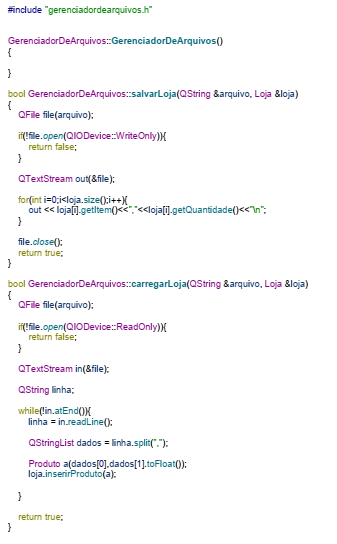 #include "gerenciadordearquivos.h"
GerenciadorDeArquivos::GerenciadorDeArquivos()
{
}
bool GerenciadorDeArquivos::salvarLoja(QString &arquivo, Loja &loja)
{
QFile file(arquivo);
if(!file.open(QIODevice::WriteOnly)){
return false;
}
QTextStream out(&file);
for(int i=0;i<loja.size();i++){
out << loja[i].getItem()<<","<<loja[i].getQuantidade()<<"\n";
}
file.close();
return true;
}
bool GerenciadorDeArquivos::carregarLoja(QString &arquivo, Loja &loja)
{
QFile file(arquivo);
if(!file.open(QIODevice::ReadOnly)){
return false;
}
QTextStream in(&file);
QString linha;
while(!in.atEnd()){
linha = in.readLine();
QStringList dados = linha.split(",");
Produto a(dados[0],dados[1].toFloat());
loja.inserirProduto(a);
}
return true;
}